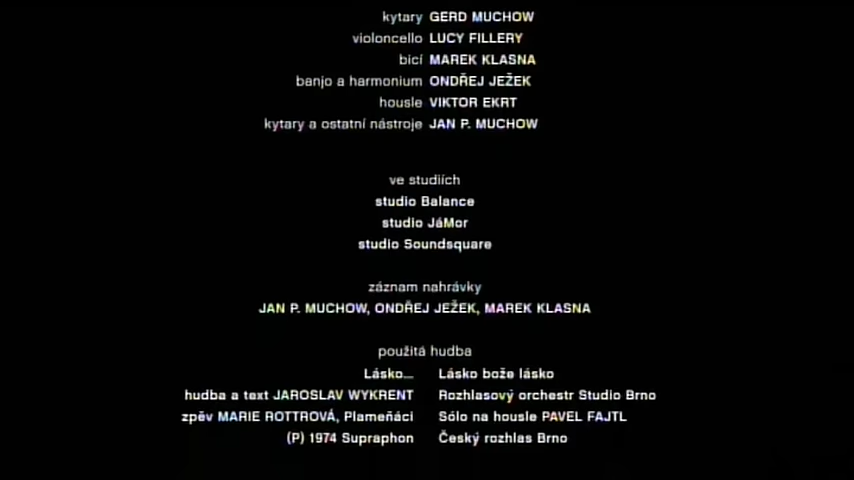 kytary GERD MUCHOW
violoncello LUCY FILLERY
bicí MAREK KLASNA
banjo a harmonium ONDŘEJ JEŽEK
housle VIKTOR EKRT
kytary a ostatní nástroje JAN P. MUCHOW
ve studiích
studio Balance
studio JáMor
studio Soundsquare
záznam nahrávky
JAN P. MUCHOW, ONDŘEJ JEŽEK, MAREK KLASNA
použitá hudba
Lásko... Lásko bože lásko
hudba a text JAROSLAV WYKRENT Rozhlasový orchestr Studio Brno
zpěv MARIE ROTTROVÁ, Plameňáci Sólo na housle PAVEL FAJTL
(P) 1974 Supraphon Český rozhlas Brno